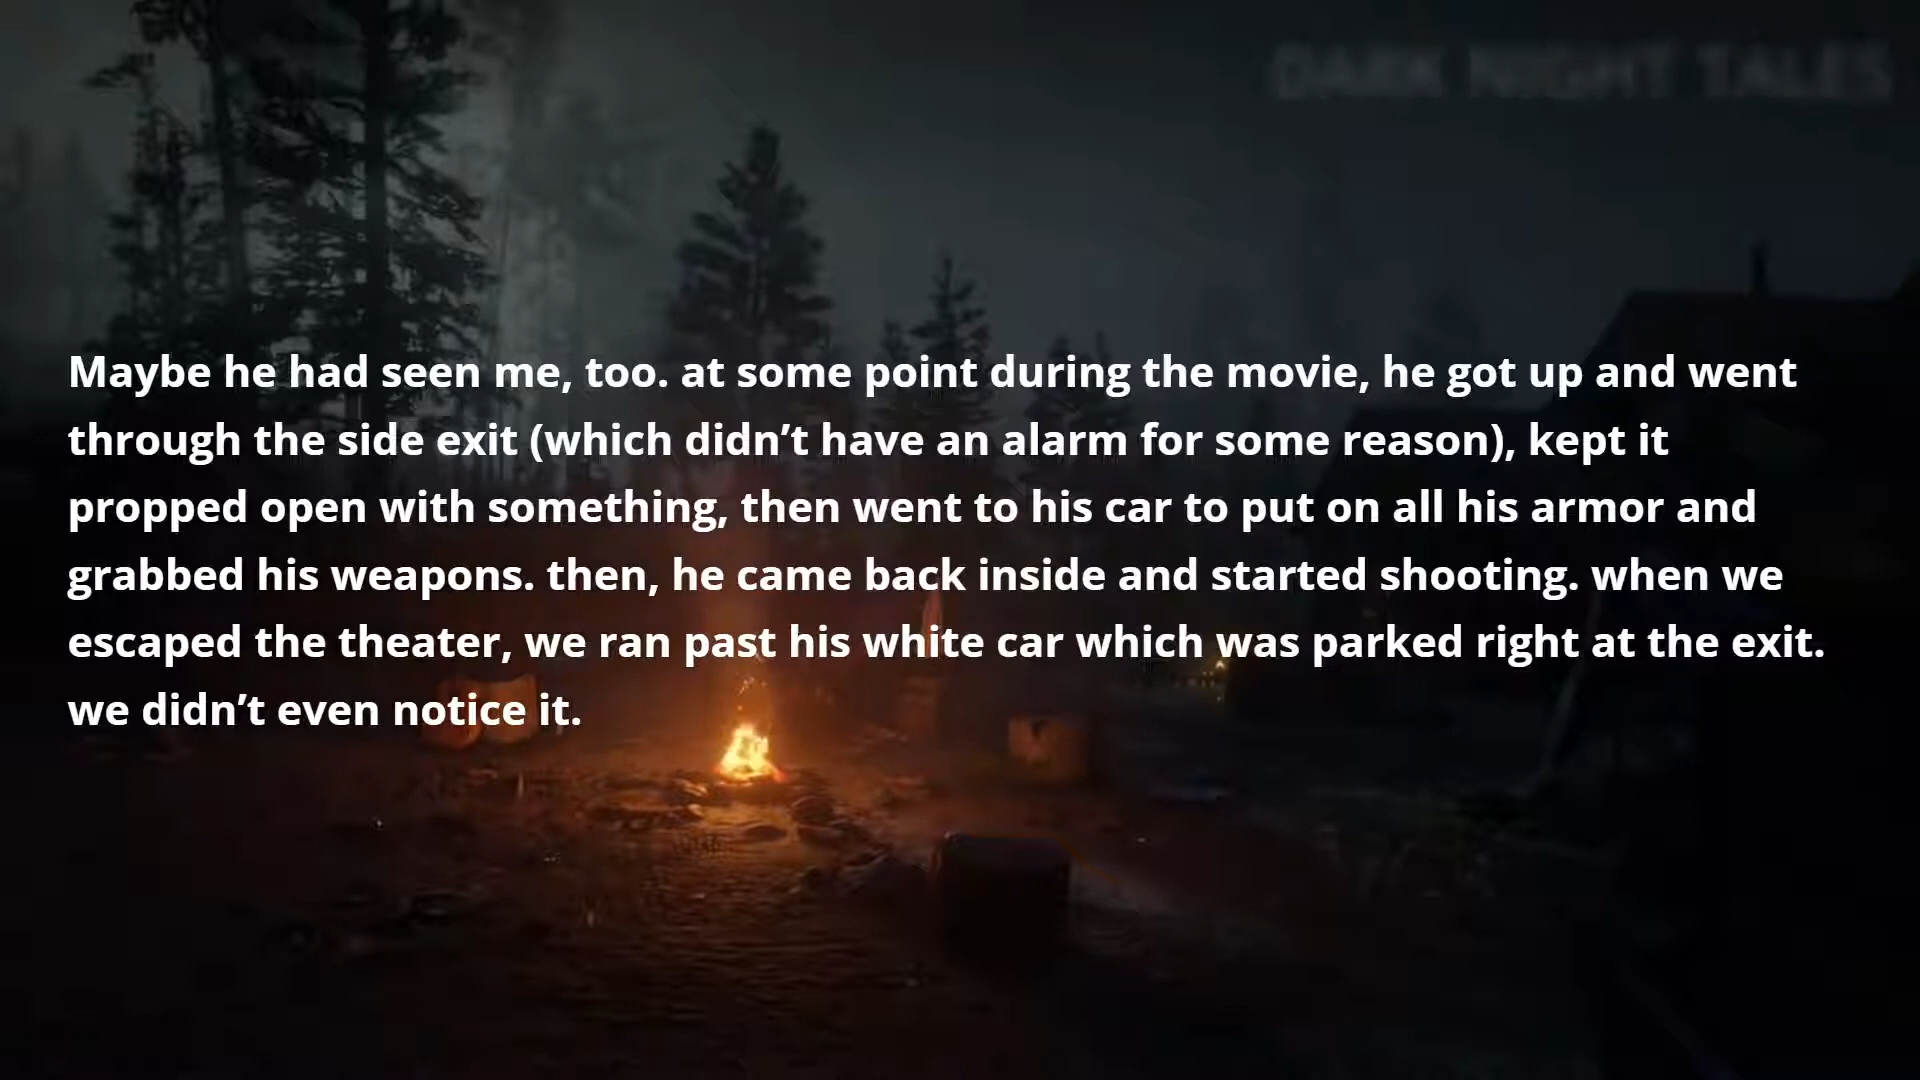 DARK NIGHT TALES
Maybe he had seen me, too. at some point during the movie, he got up and went
through the side exit (which didn’t have an alarm for some reason), kept it
propped open with something, then went to his car to put on all his armor and
grabbed his weapons. then, he came back inside and started shooting. when we
escaped the theater, we ran past his white car which was parked right at the exit.
we didn’t even notice it.